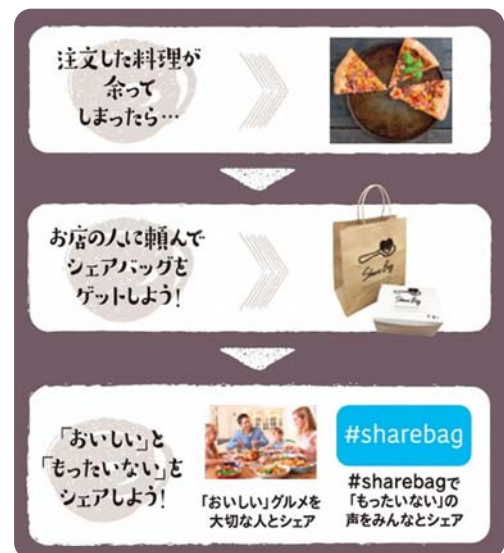 注文した料理が
余って
しまったら…
お店の人に頼んで
シェアバッグを
ゲットしよう!
Share Bag
Share Bag
「おいしい」と
「もったいない」を
シェアしよう!
「おいしい」グルメを
大切な人とシェア
#sharebag
#sharebagで
「もったいない」の
声をみんなとシェア